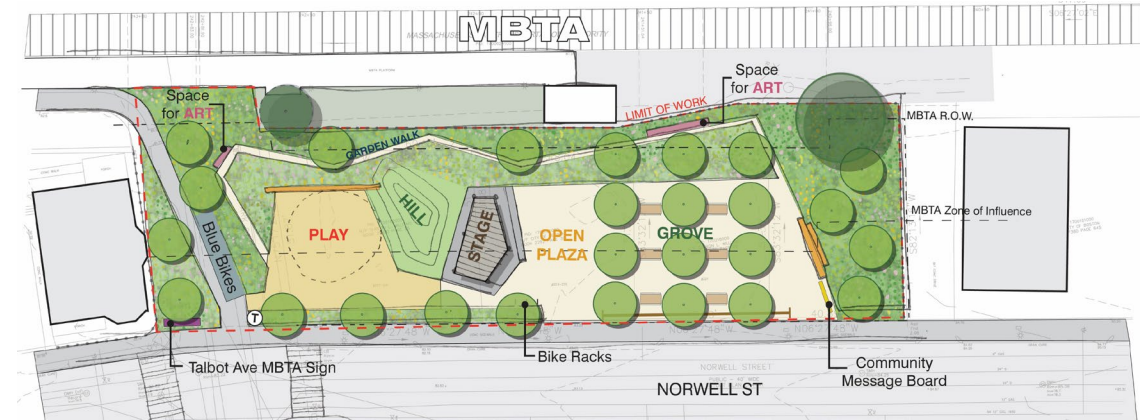 MBTA
Space
for ART
Space
for ART
LIMIT OF WORK
MBTA R.O.W.
GARDEN WALK
HILL
STAGE
PLAY
OPEN
PLAZA
GROVE
MBTA Zone of Influence
Blue Bikes
T
Talbot Ave MBTA Sign
Bike Racks
Community
Message Board
NORWELL STREET
NORWELL ST